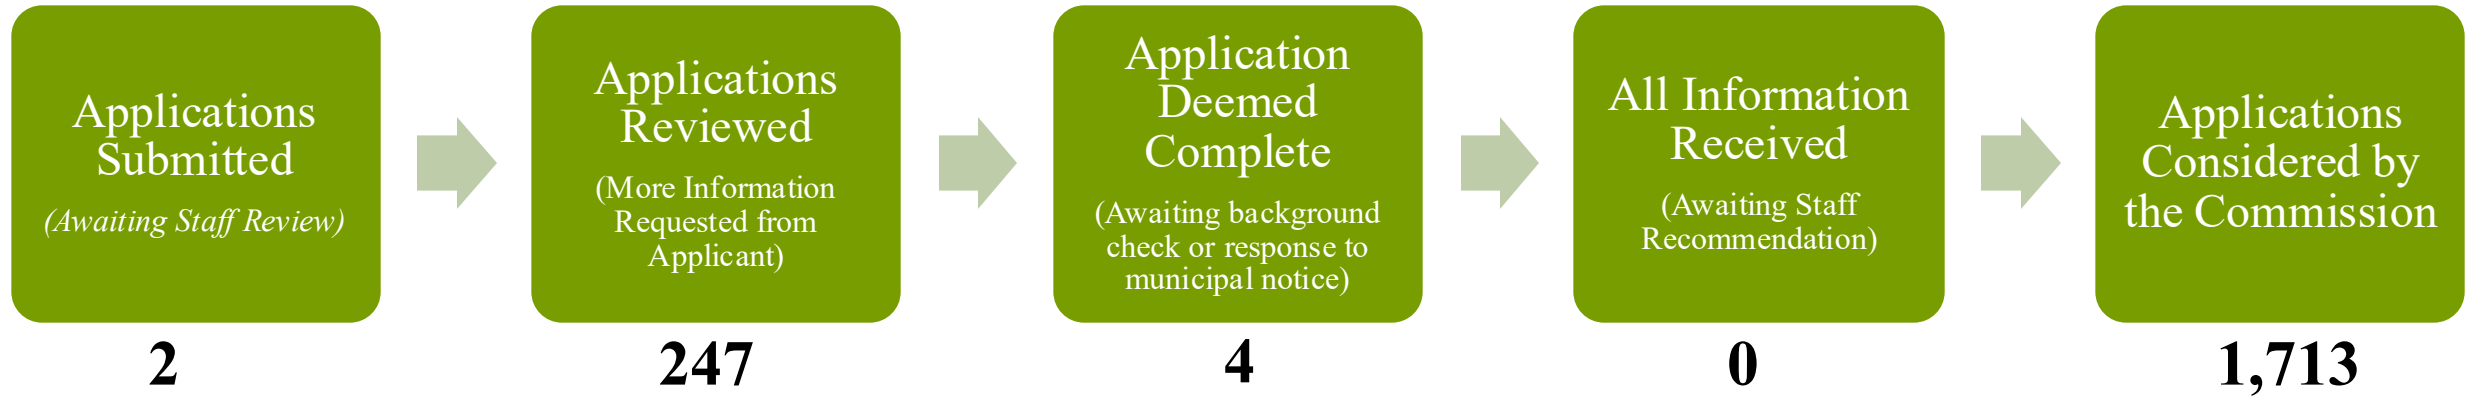 Applications
Submitted
(Awaiting Staff Review)
2
Applications
Reviewed
(More Information
Requested from
Applicant)
247
Application
Deemed
Complete
(Awaiting background
check or response to
municipal notice)
4
All Information
Received
(Awaiting Staff
Recommendation)
0
Applications
Considered by
the Commission
1,713